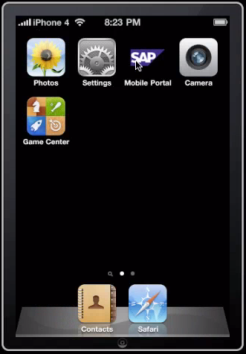 iPhone 4 8:23 PM
Photos Settings Mobile Portal Camera
SAP
Game Center
Contacts Safari